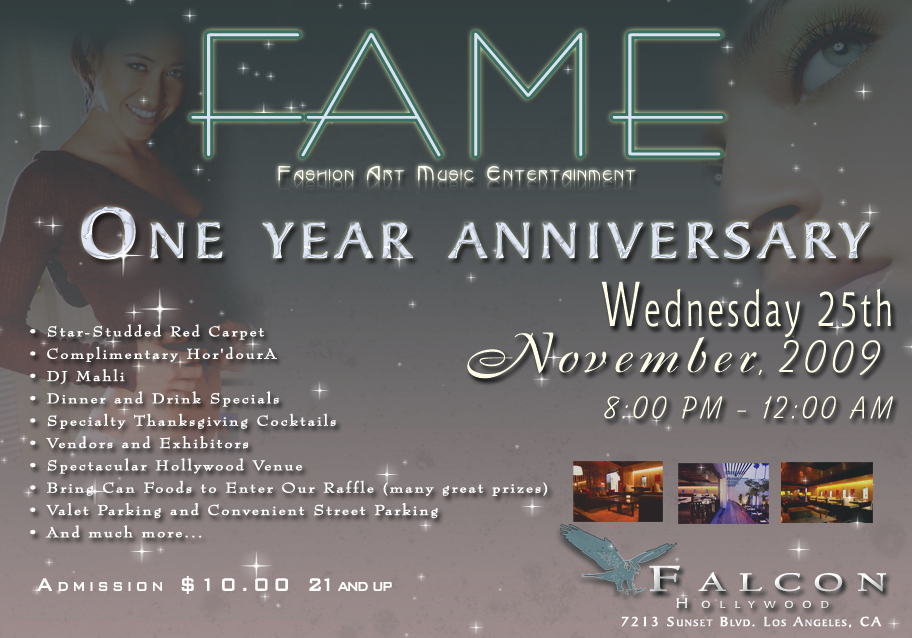 FAME
Fashion Art Music Entertainment
One year anniversary
Wednesday 25th
November, 2009
8:00 PM - 12:00 AM
• Star-Studded Red Carpet
• Complimentary Hor'dourA
• DJ Mahli
• Dinner and Drink Specials
• Specialty Thanksgiving Cocktails
• Vendors and Exhibitors
• Spectacular Hollywood Venue
• Bring Can Foods to Enter Our Raffle (many great prizes)
• Valet Parking and Convenient Street Parking
• And much more...
Admission $10.00 21 and up
Falcon
Hollywood
7213 Sunset Blvd. Los Angeles, CA